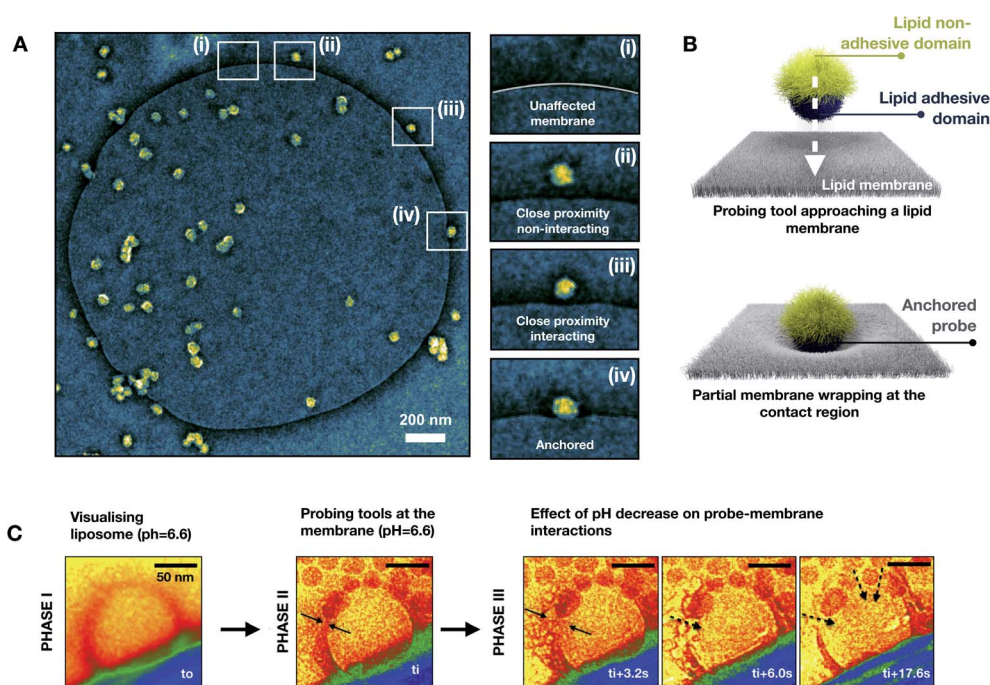 A
(i)
(ii)
(iii)
(iv)
200 nm
(i)
Unaffected
membrane
(ii)
Close proximity
non-interacting
(iii)
Close proximity
interacting
(iv)
Anchored
B
Lipid non-
adhesive domain
Lipid adhesive
domain
Lipid membrane
Probing tool approaching a lipid
membrane
Anchored
probe
Partial membrane wrapping at the
contact region
C
Visualising
liposome (ph=6.6)
PHASE I
50 nm
to
Probing tools at the
membrane (pH=6.6)
PHASE II
ti
Effect of pH decrease on probe-membrane
interactions
PHASE III
ti+3.2s
ti+6.0s
ti+17.6s